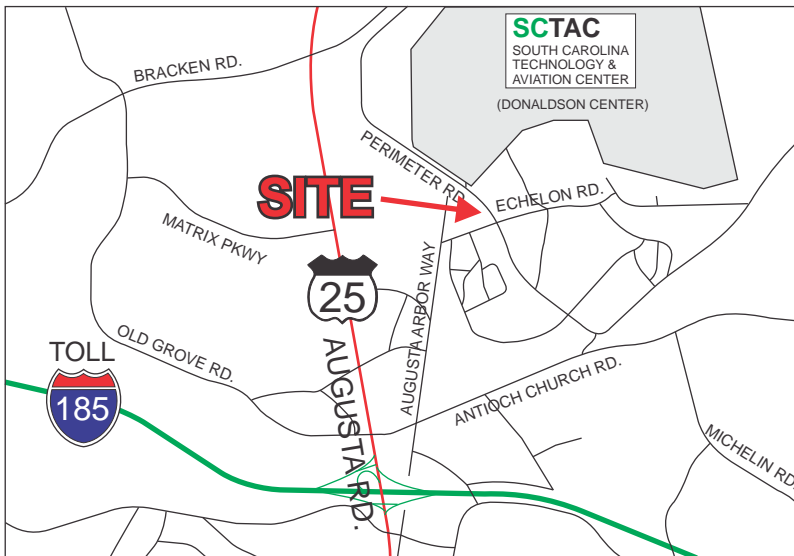 SCTAC
SOUTH CAROLINA
TECHNOLOGY &
AVIATION CENTER
(DONALDSON CENTER)
BRACKEN RD.
PERIMETER RD.
ECHELON RD.
SITE
MATRIX PKWY
25
AUGUSTA ARBOR WAY
OLD GROVE RD.
TOLL
185
AUGUSTA RD.
ANTIOCH CHURCH RD.
MICHELIN RD.